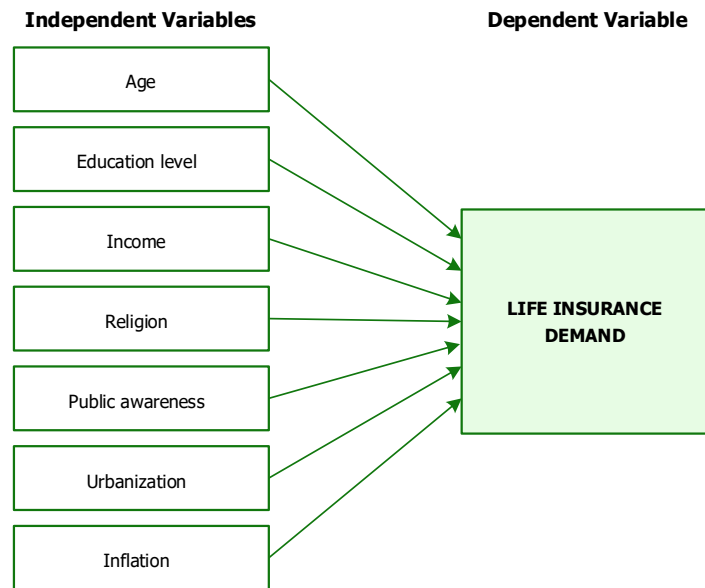 Independent Variables
Dependent Variable
Age
Education level
Income
Religion
Public awareness
Urbanization
Inflation
LIFE INSURANCE
DEMAND